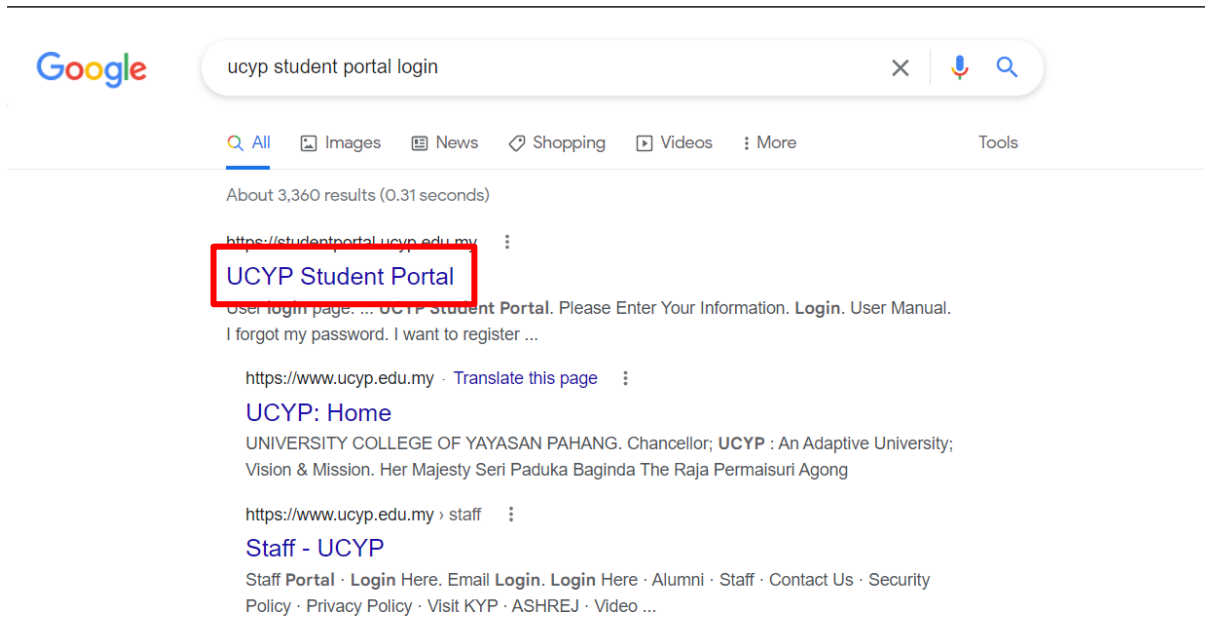 Google
ucyp student portal login
All Images News Shopping Videos More Tools
About 3,360 results (0.31 seconds)
https://studentportal.ucyp.edu.my
UCYP Student Portal
User login page. ... UCYP Student Portal. Please Enter Your Information. Login. User Manual.
I forgot my password. I want to register ...
https://www.ucyp.edu.my · Translate this page
UCYP: Home
UNIVERSITY COLLEGE OF YAYASAN PAHANG. Chancellor; UCYP : An Adaptive University;
Vision & Mission. Her Majesty Seri Paduka Baginda The Raja Permaisuri Agong
https://www.ucyp.edu.my › staff
Staff - UCYP
Staff Portal · Login Here. Email Login. Login Here · Alumni · Staff · Contact Us · Security
Policy · Privacy Policy · Visit KYP · ASHREJ · Video ...